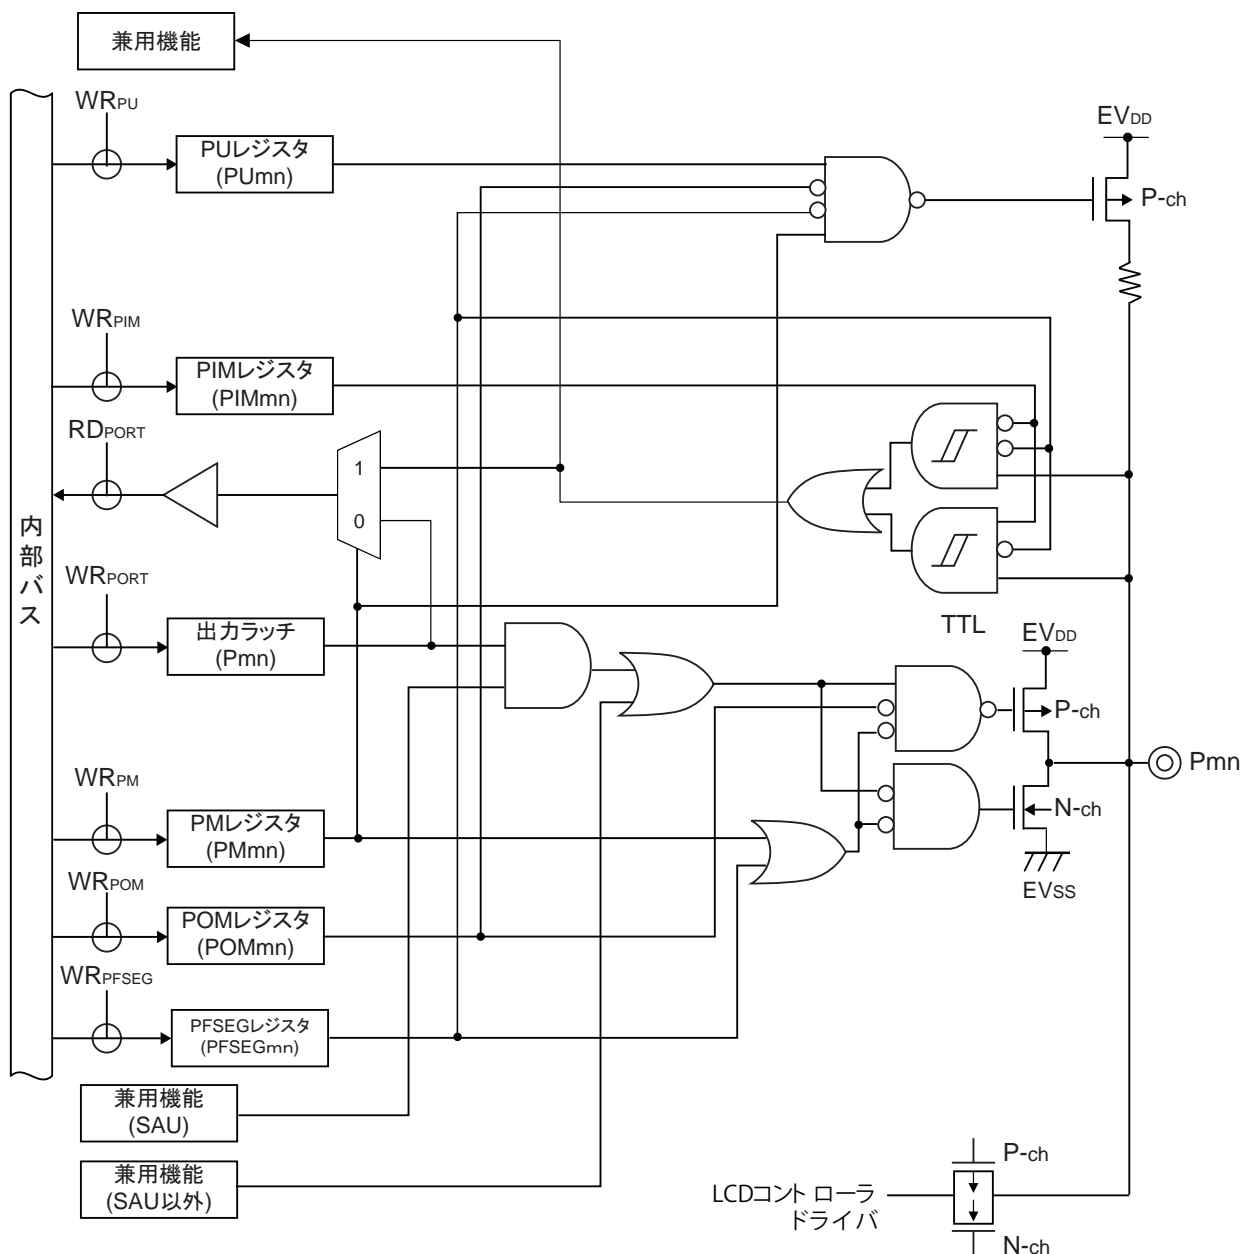 兼用機能
WRPU
PUレジスタ
(PUmn)
EVDD
P-ch
WRPIM
PIMレジスタ
(PIMmn)
RDPORT
1
0
内部バス
WRPORT
出力ラッチ
(Pmn)
TTL
EVDD
P-ch
Pmn
WRPM
PMレジスタ
(PMmn)
N-ch
EVSS
WRPOM
POMレジスタ
(POMmn)
WRPFSEG
PFSEGレジスタ
(PFSEGmn)
兼用機能
(SAU)
兼用機能
(SAU以外)
P-ch
LCDコント ローラ
ドライバ
N-ch